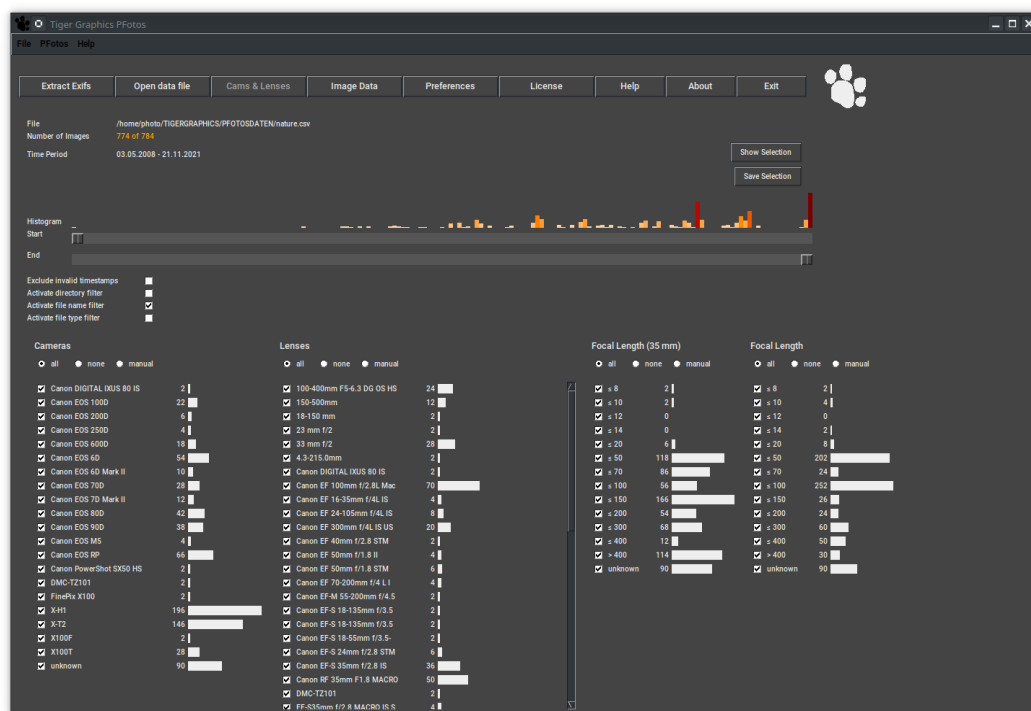 Tiger Graphics PFotos
File PFotos Help
Extract Exifs Open data file Cams & Lenses Image Data Preferences License Help About Exit
File /home/photo/TIGERGRAPHICS/PFOTOSDATEN/nature.csv
Number of Images 774 of 784
Time Period 03.05.2008 - 21.11.2021
Show Selection
Save Selection
Histogram
Start
End
Exclude invalid timestamps
Activate directory filter
Activate file name filter
Activate file type filter
Cameras
all none manual
Canon DIGITAL IXUS 80 IS 2
Canon EOS 100D 22
Canon EOS 200D 6
Canon EOS 250D 4
Canon EOS 600D 18
Canon EOS 6D 54
Canon EOS 6D Mark II 10
Canon EOS 70D 28
Canon EOS 7D Mark II 12
Canon EOS 80D 42
Canon EOS 90D 38
Canon EOS M5 4
Canon EOS RP 66
Canon PowerShot SX50 HS 2
DMC-TZ101 2
FinePix X100 2
X-H1 196
X-T2 146
X100F 2
X100T 28
unknown 90
Lenses
all none manual
100-400mm F5-6.3 DG OS HS 24
150-500mm 12
18-150 mm 2
23 mm f/2 2
33 mm f/2 28
4.3-215.0mm 2
Canon DIGITAL IXUS 80 IS 2
Canon EF 100mm f/2.8L Mac 70
Canon EF 16-35mm f/4L IS 4
Canon EF 24-105mm f/4L IS 8
Canon EF 300mm f/4L IS US 20
Canon EF 40mm f/2.8 STM 2
Canon EF 50mm f/1.8 II 4
Canon EF 50mm f/1.8 STM 6
Canon EF 70-200mm f/4 L I 4
Canon EF-M 55-200mm f/4.5 2
Canon EF-S 18-135mm f/3.5 2
Canon EF-S 18-135mm f/3.5 2
Canon EF-S 18-55mm f/3.5- 2
Canon EF-S 24mm f/2.8 STM 6
Canon EF-S 35mm f/2.8 IS 36
Canon RF 35mm F1.8 MACRO 50
DMC-TZ101 2
EF-S35mm f/2.8 MACRO IS S 4
Focal Length (35 mm)
all none manual
≤ 8 2
≤ 10 2
≤ 12 0
≤ 14 0
≤ 20 6
≤ 50 118
≤ 70 86
≤ 100 56
≤ 150 166
≤ 200 54
≤ 300 68
≤ 400 12
> 400 114
unknown 90
Focal Length
all none manual
≤ 8 2
≤ 10 4
≤ 12 0
≤ 14 2
≤ 20 8
≤ 50 202
≤ 70 24
≤ 100 252
≤ 150 26
≤ 200 24
≤ 300 60
≤ 400 50
> 400 30
unknown 90